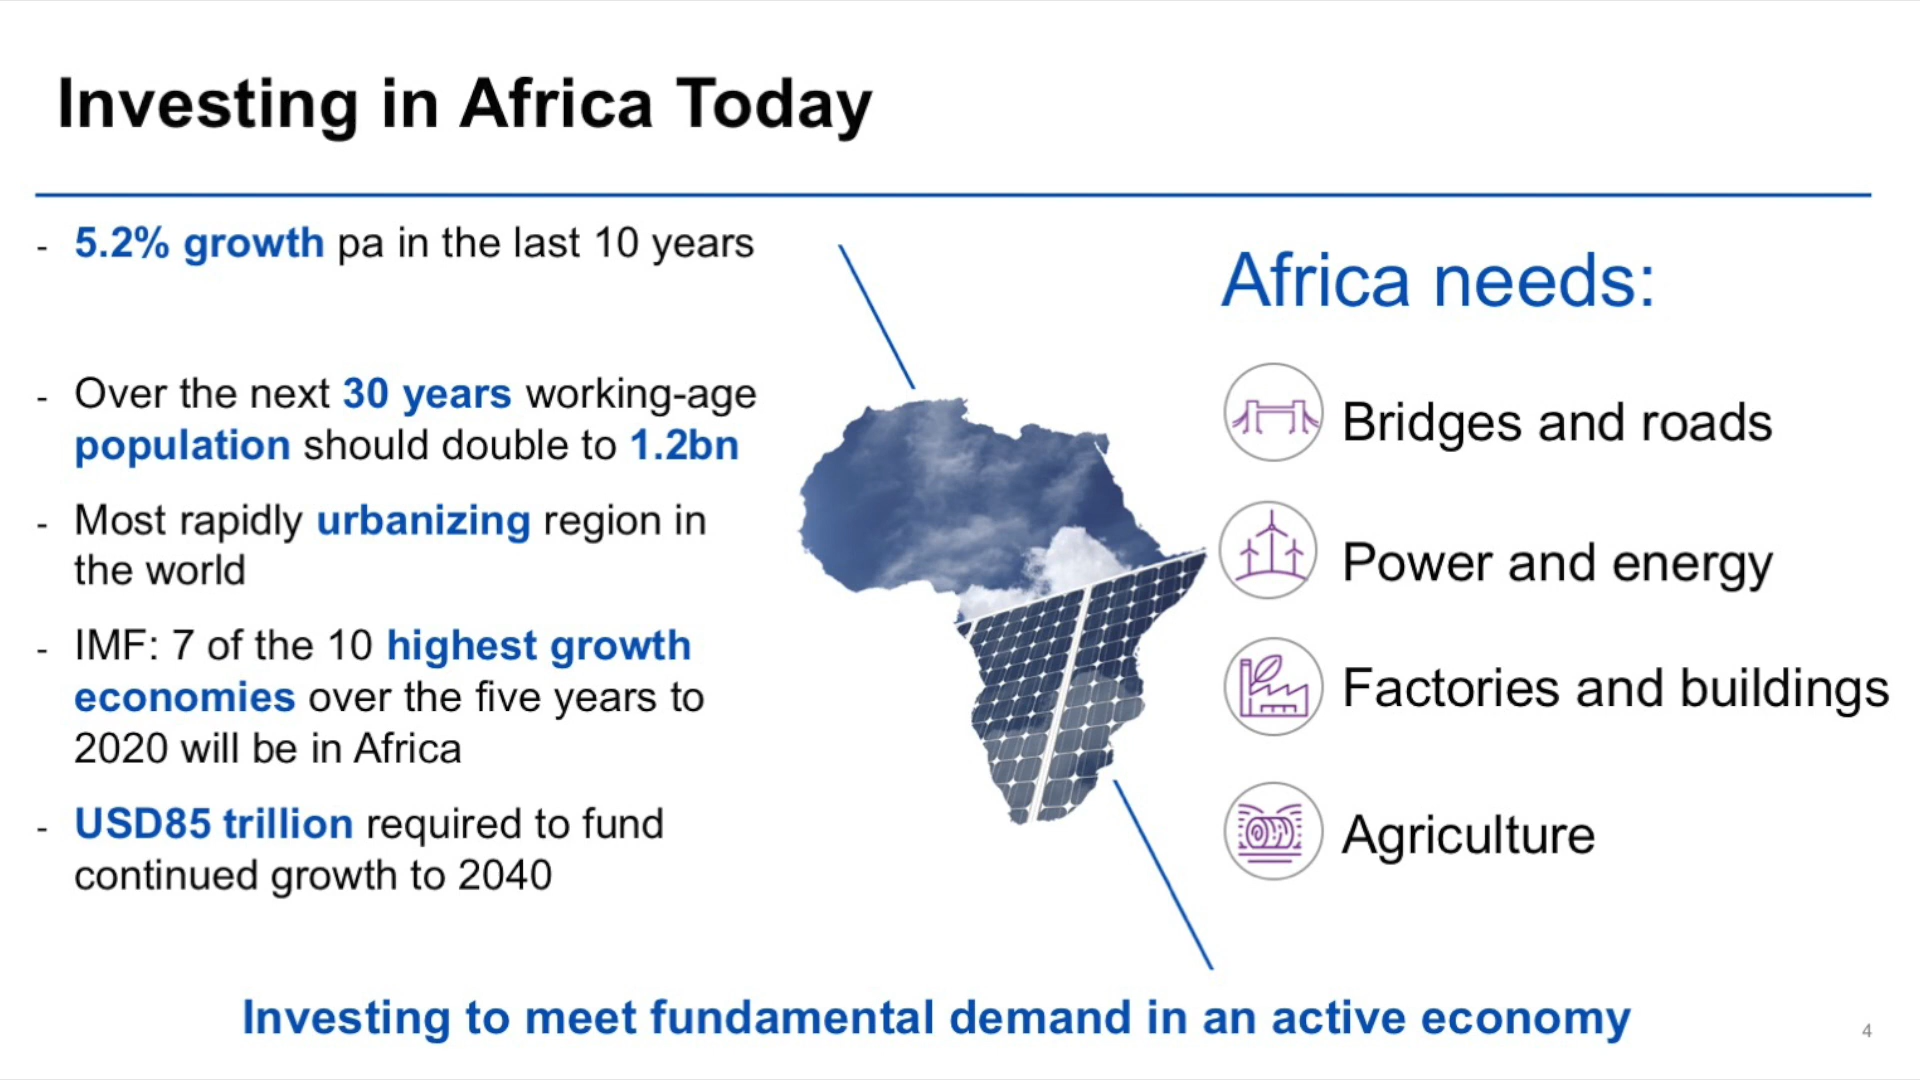 Investing in Africa Today
- 5.2% growth pa in the last 10 years
- Over the next 30 years working-age
population should double to 1.2bn
- Most rapidly urbanizing region in
the world
- IMF: 7 of the 10 highest growth
economies over the five years to
2020 will be in Africa
- USD85 trillion required to fund
continued growth to 2040
Africa needs:
Bridges and roads
Power and energy
Factories and buildings
Agriculture
Investing to meet fundamental demand in an active economy
4